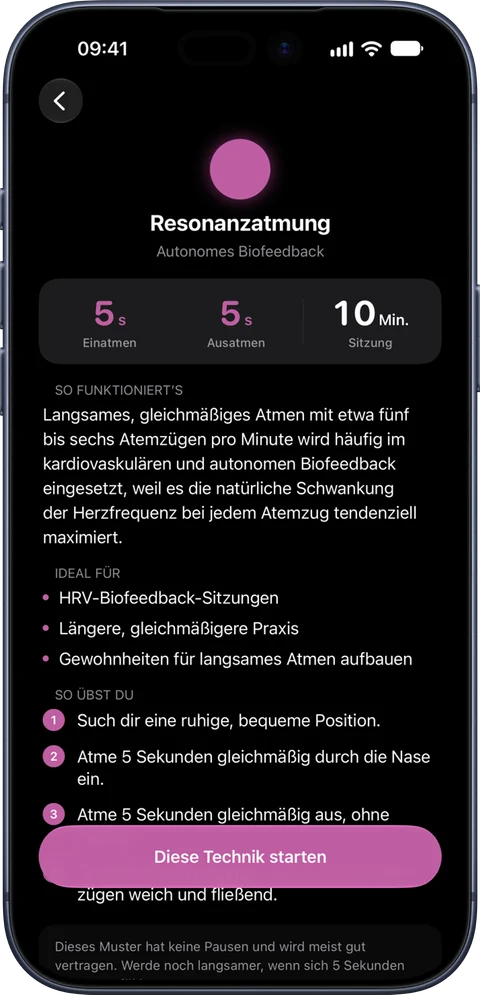 09:41
Resonanzatmung
Autonomes Biofeedback
5 s 5 s 10 Min.
Einatmen Ausatmen Sitzung
SO FUNKTIONIERT'S
Langsames, gleichmäßiges Atmen mit etwa fünf
bis sechs Atemzügen pro Minute wird häufig im
kardiovaskulären und autonomen Biofeedback
eingesetzt, weil es die natürliche Schwankung
der Herzfrequenz bei jedem Atemzug tendenziell
maximiert.
IDEAL FÜR
• HRV-Biofeedback-Sitzungen
• Längere, gleichmäßigere Praxis
• Gewohnheiten für langsames Atmen aufbauen
SO ÜBST DU
1 Such dir eine ruhige, bequeme Position.
2 Atme 5 Sekunden gleichmäßig durch die Nase
ein.
3 Atme 5 Sekunden gleichmäßig aus, ohne
Diese Technik starten
zügen weich und fließend.
Dieses Muster hat keine Pausen und wird meist gut
vertragen. Werde noch langsamer, wenn sich 5 Sekunden